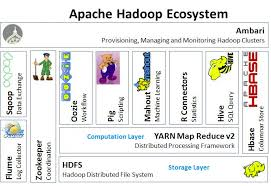 Apache Hadoop Ecosystem
Ambari
Provisioning, Managing and Monitoring Hadoop Clusters
Sqoop
Data Exchange
Flume
Log Collector
Zookeeper
Coordination
Oozie
Workflow
Pig
Scripting
mahout
Mahout
Machine Learning
R Connectors
Statistics
Hive
SQL Query
APACHE
HBASE
Hbase
Columnar Store
Computation Layer
YARN Map Reduce v2
Distributed Processing Framework
HDFS
Hadoop Distributed File System
Storage Layer